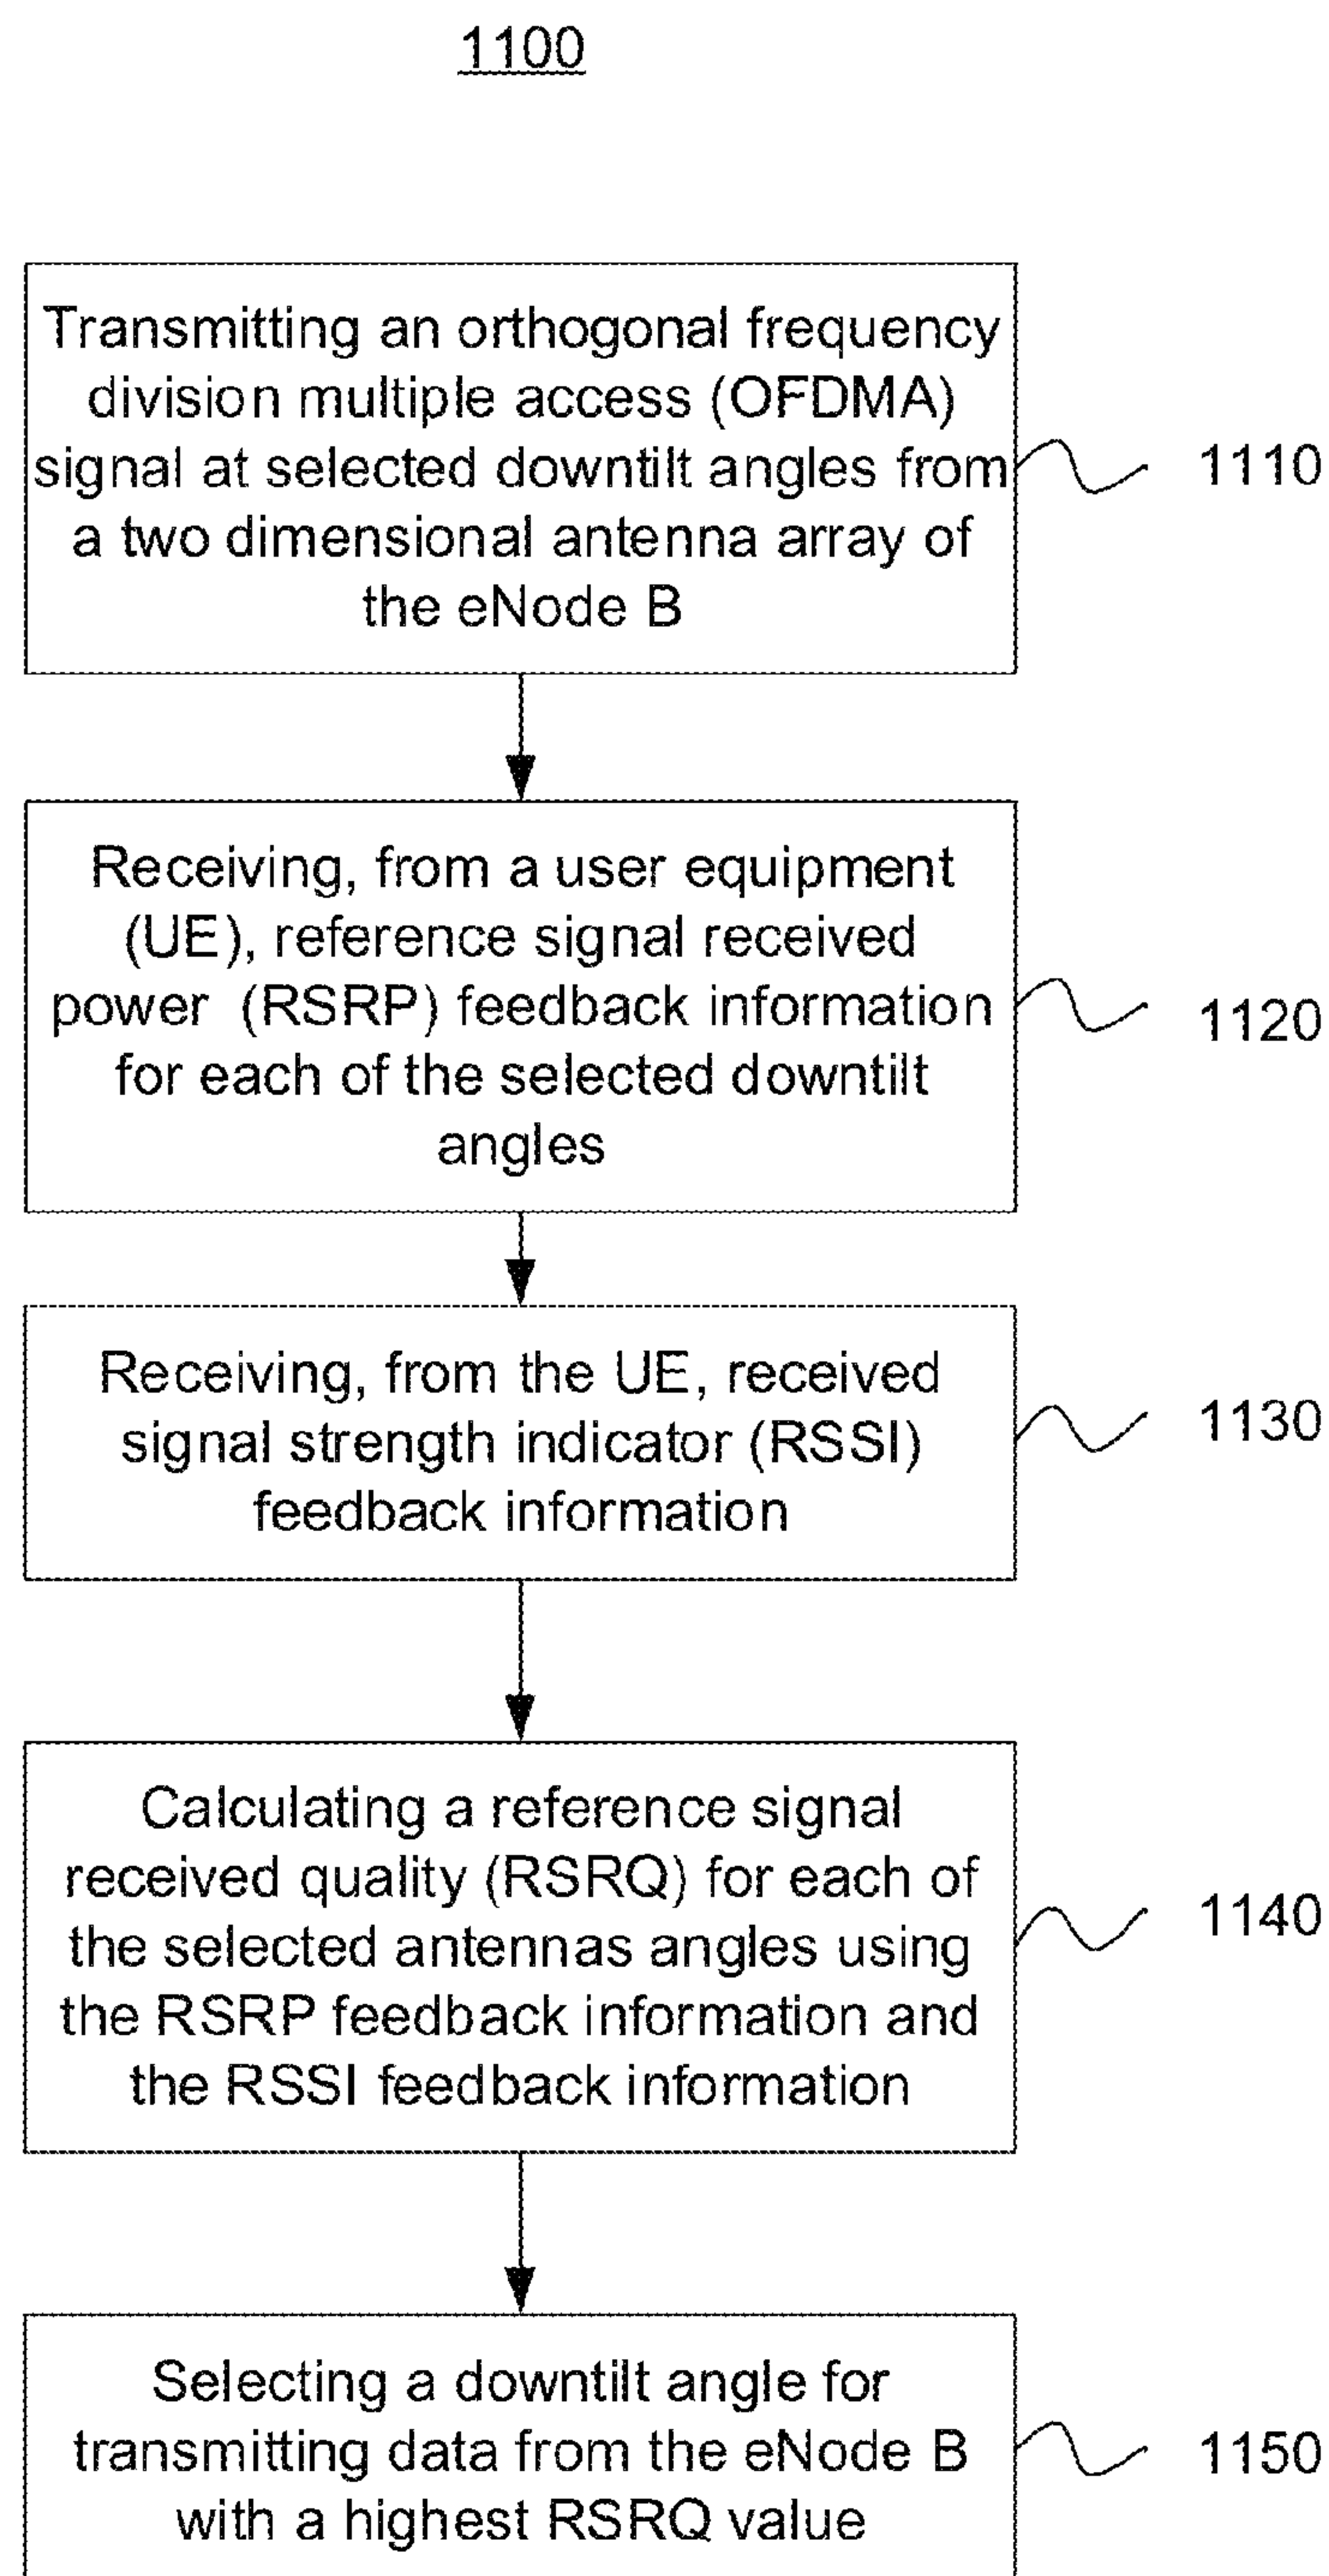 1100
Transmitting an orthogonal frequency
division multiple access (OFDMA)
signal at selected downtilt angles from
a two dimensional antenna array of
the eNode B
1110
Receiving, from a user equipment
(UE), reference signal received
power (RSRP) feedback information
for each of the selected downtilt
angles
1120
Receiving, from the UE, received
signal strength indicator (RSSI)
feedback information
1130
Calculating a reference signal
received quality (RSRQ) for each of
the selected antennas angles using
the RSRP feedback information and
the RSSI feedback information
1140
Selecting a downtilt angle for
transmitting data from the eNode B
with a highest RSRQ value
1150